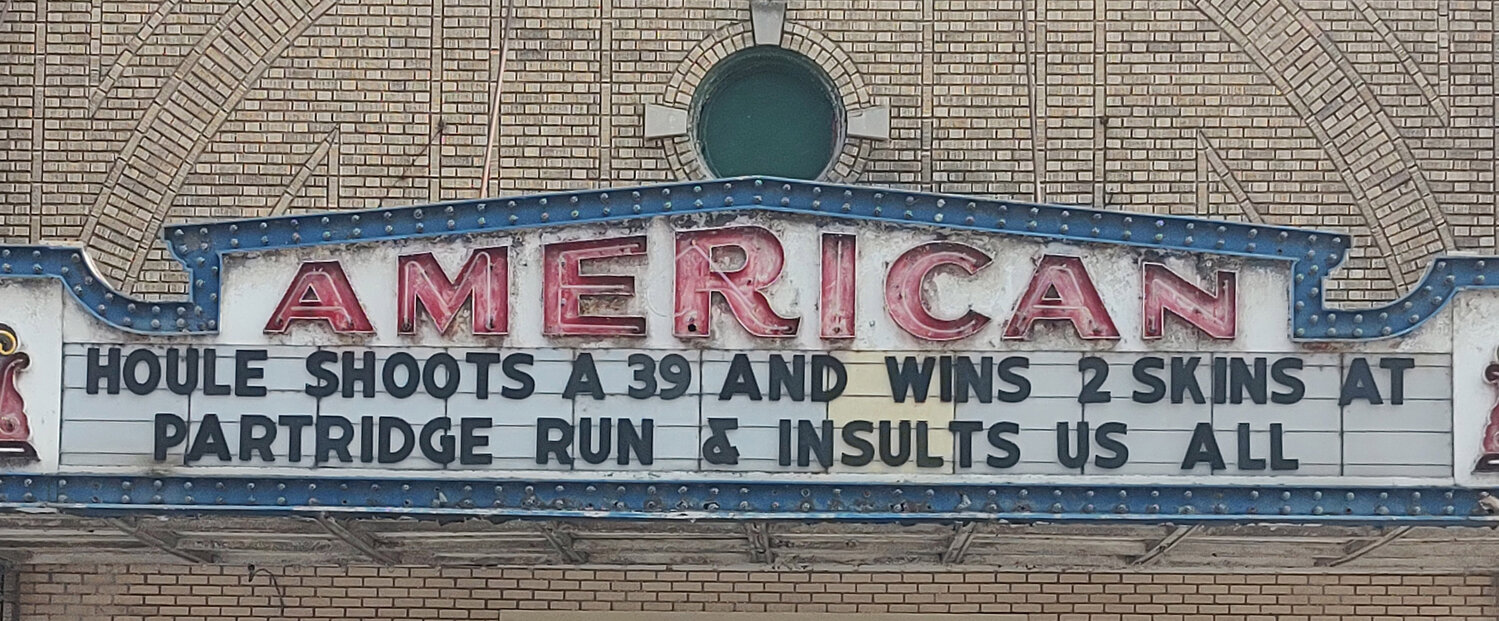 AMERICAN
HOULE SHOOTS A 39 AND WINS 2 SKINS AT
PARTRIDGE RUN & INSULTS US ALL